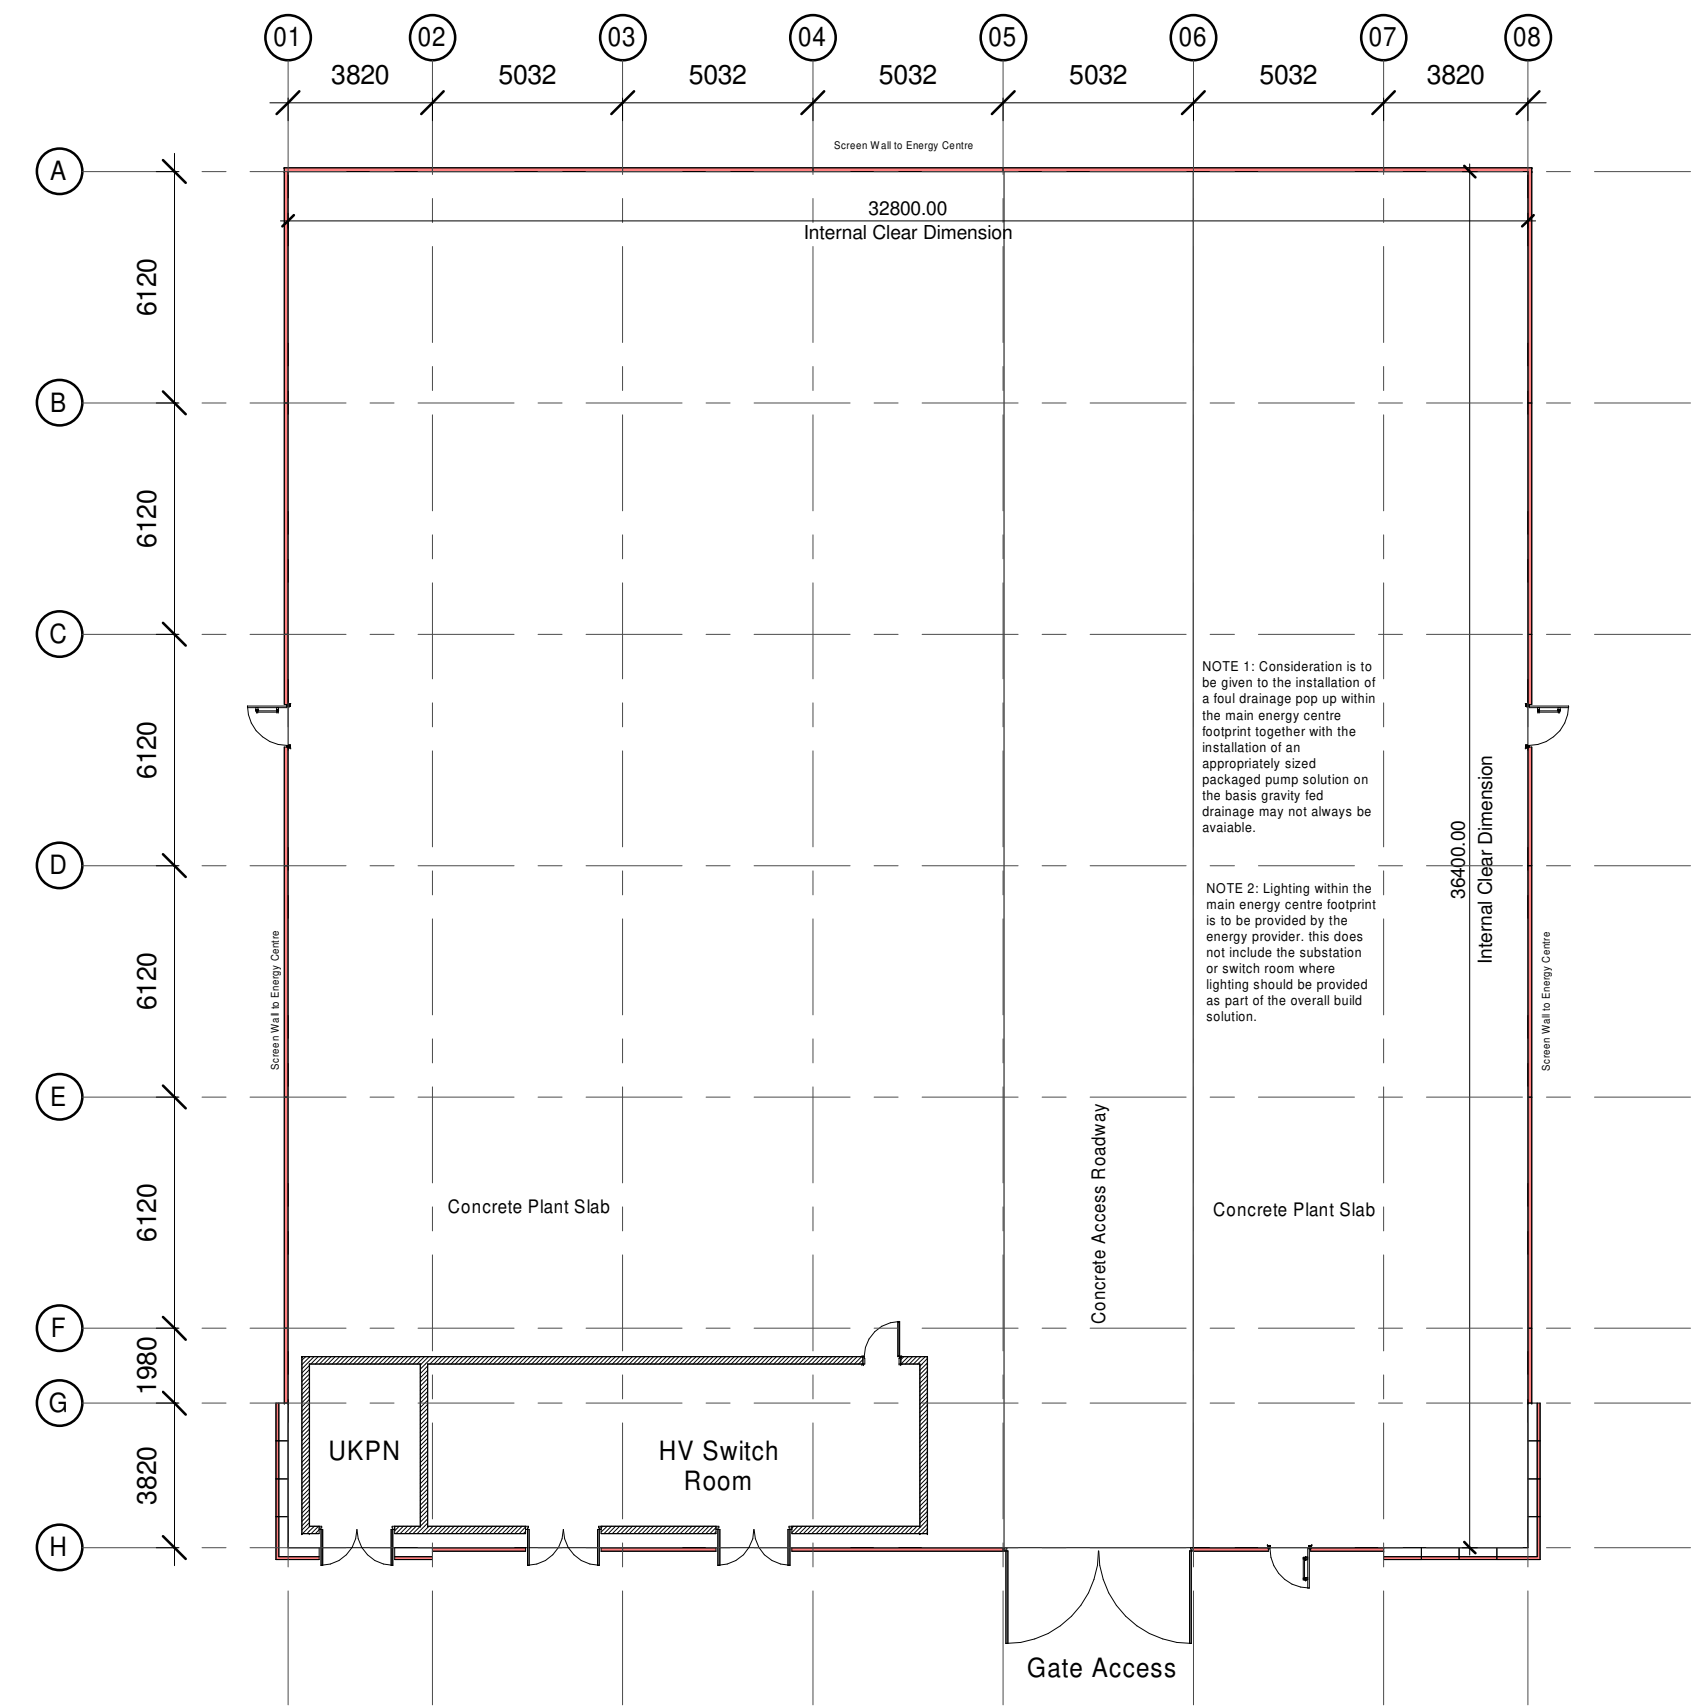 01 02 03 04 05 06 07 08
3820 5032 5032 5032 5032 5032 3820
Screen Wall to Energy Centre
A
32800.00
Internal Clear Dimension
6120
B
6120
C
NOTE 1: Consideration is to
be given to the installation of
a foul drainage pop up within
the main energy centre
footprint together with the
installation of an
appropriately sized
packaged pump solution on
the basis gravity fed
drainage may not always be
avaiable.
6120
36400.00
Internal Clear Dimension
D
NOTE 2: Lighting within the
main energy centre footprint
is to be provided by the
energy provider. this does
not include the substation
or switch room where
lighting should be provided
as part of the overall build
solution.
6120
Screen Wall to Energy Centre
Screen Wall to Energy Centre
E
6120
Concrete Plant Slab
Concrete Access Roadway
Concrete Plant Slab
F
1980
G
3820
UKPN
HV Switch
Room
H
Gate Access